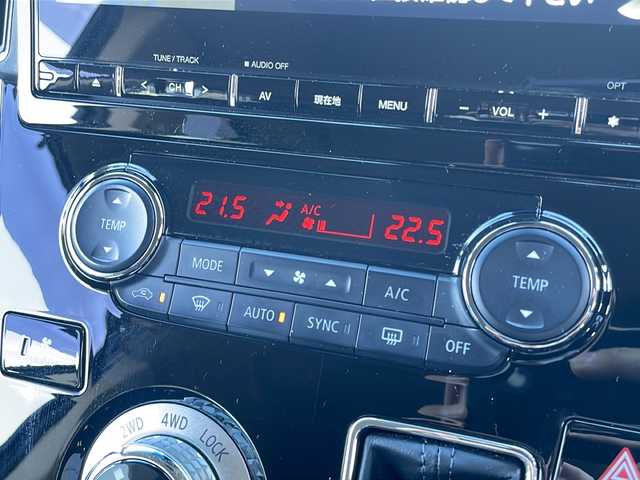 TUNE / TRACK
AUDIO OFF
< CH >
AV
現在地
MENU
− VOL +
OPT
TEMP
21.5
A/C
22.5
TEMP
MODE
A/C
AUTO
SYNC
OFF
2WD
4WD
LOCK